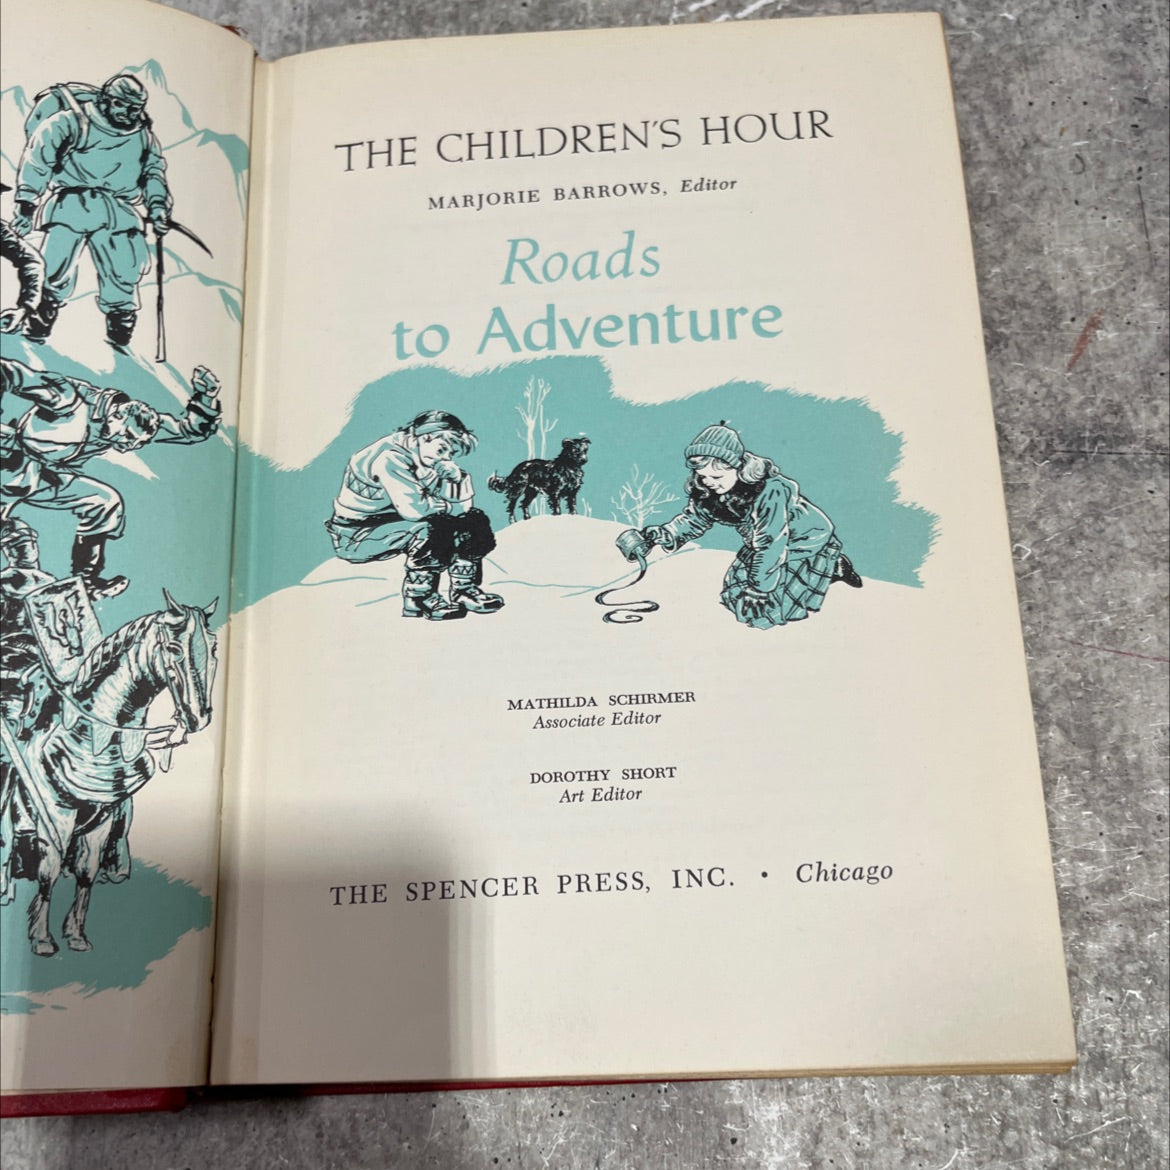 THE CHILDREN'S HOUR
MARJORIE BARROWS, Editor
Roads
to Adventure
MATHILDA SCHIRMER
Associate Editor
DOROTHY SHORT
Art Editor
THE SPENCER PRESS, INC. • Chicago